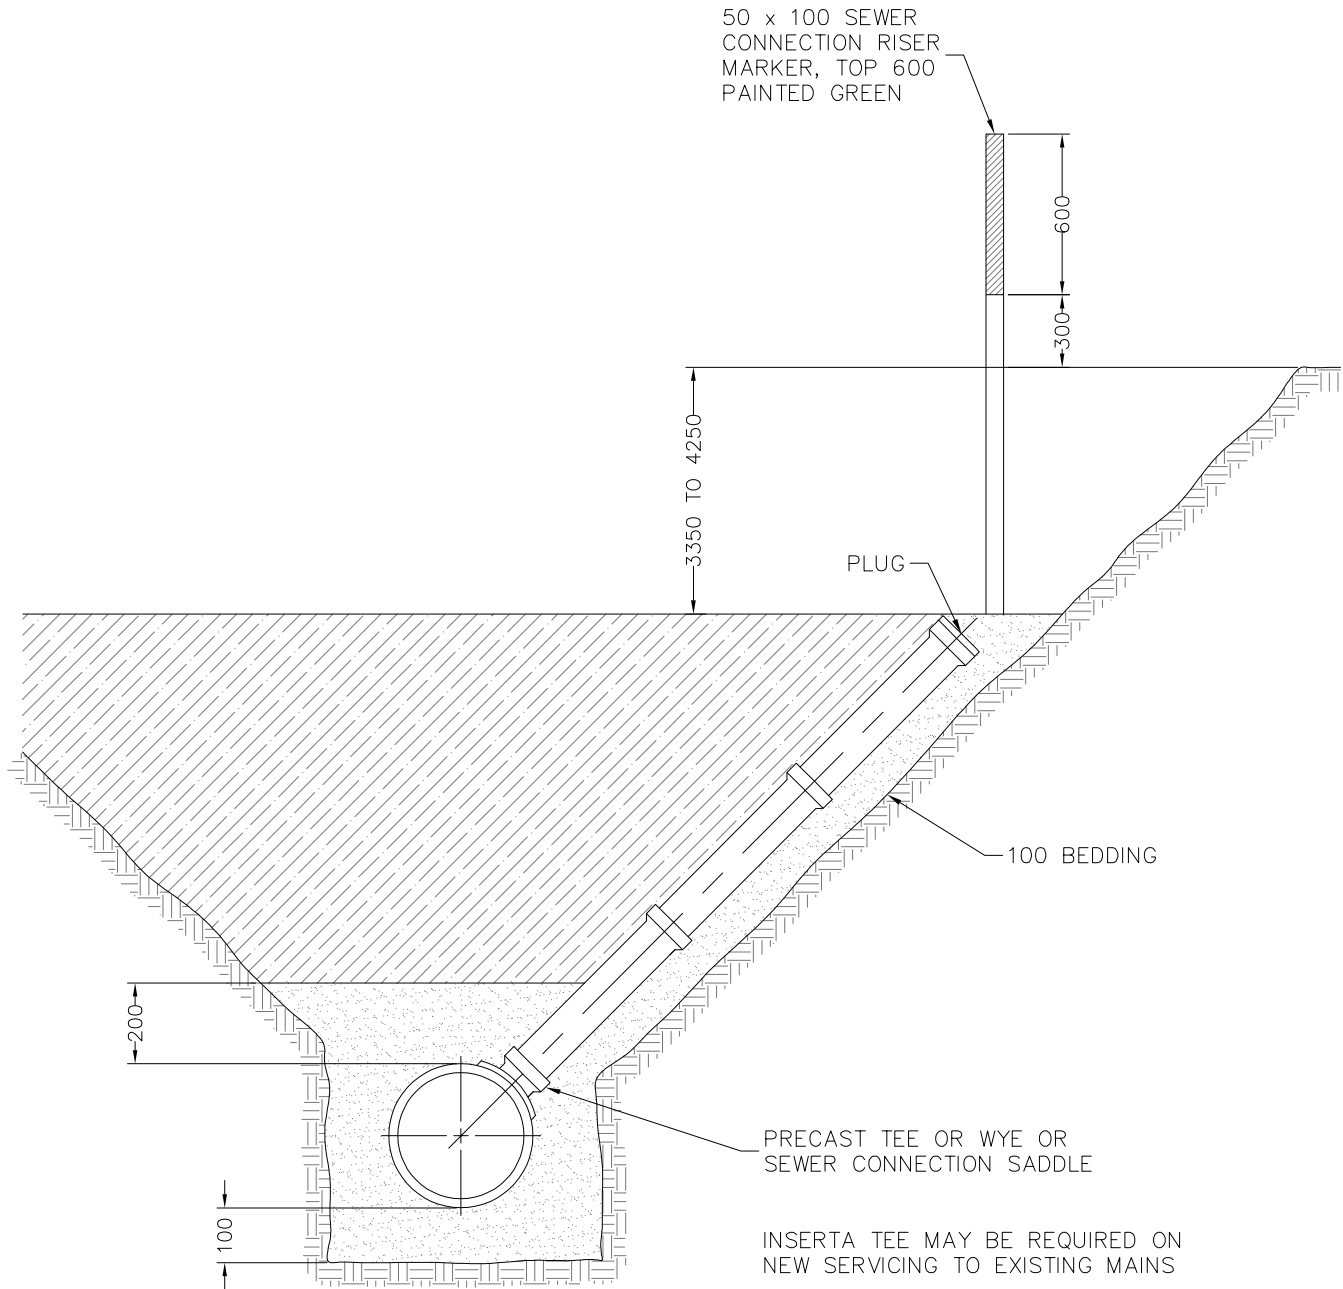 50 x 100 SEWER
CONNECTION RISER
MARKER, TOP 600
PAINTED GREEN
600
300
3350 TO 4250
PLUG
100 BEDDING
200
PRECAST TEE OR WYE OR
SEWER CONNECTION SADDLE
100
INSERTA TEE MAY BE REQUIRED ON
NEW SERVICING TO EXISTING MAINS